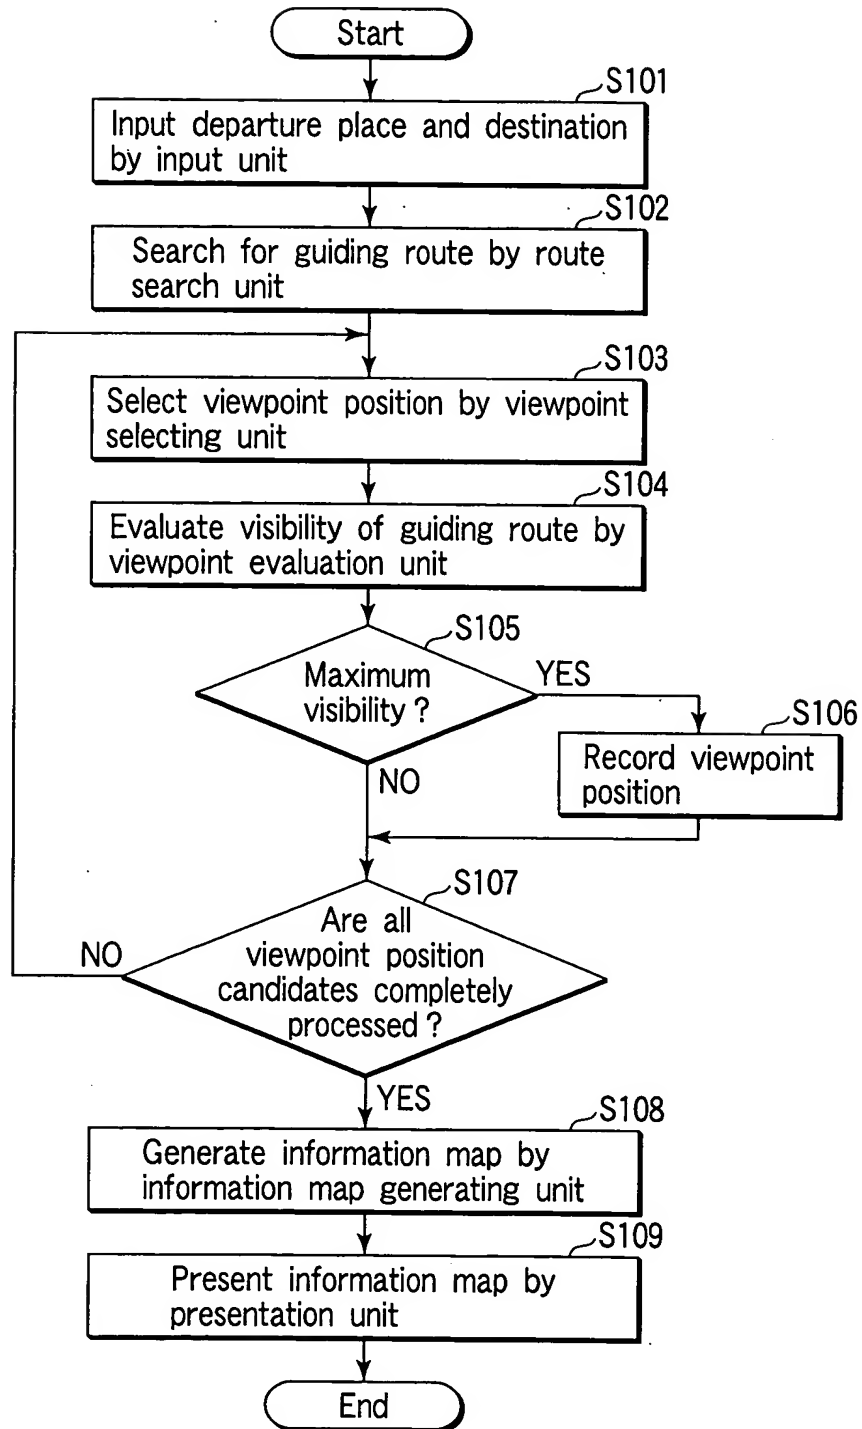 Start
S101
Input departure place and destination
by input unit
S102
Search for guiding route by route
search unit
S103
Select viewpoint position by viewpoint
selecting unit
S104
Evaluate visibility of guiding route by
viewpoint evaluation unit
S105
Maximum
visibility ?
YES
NO
S106
Record viewpoint
position
S107
Are all
viewpoint position
candidates completely
processed ?
NO
YES
S108
Generate information map by
information map generating unit
S109
Present information map by
presentation unit
End